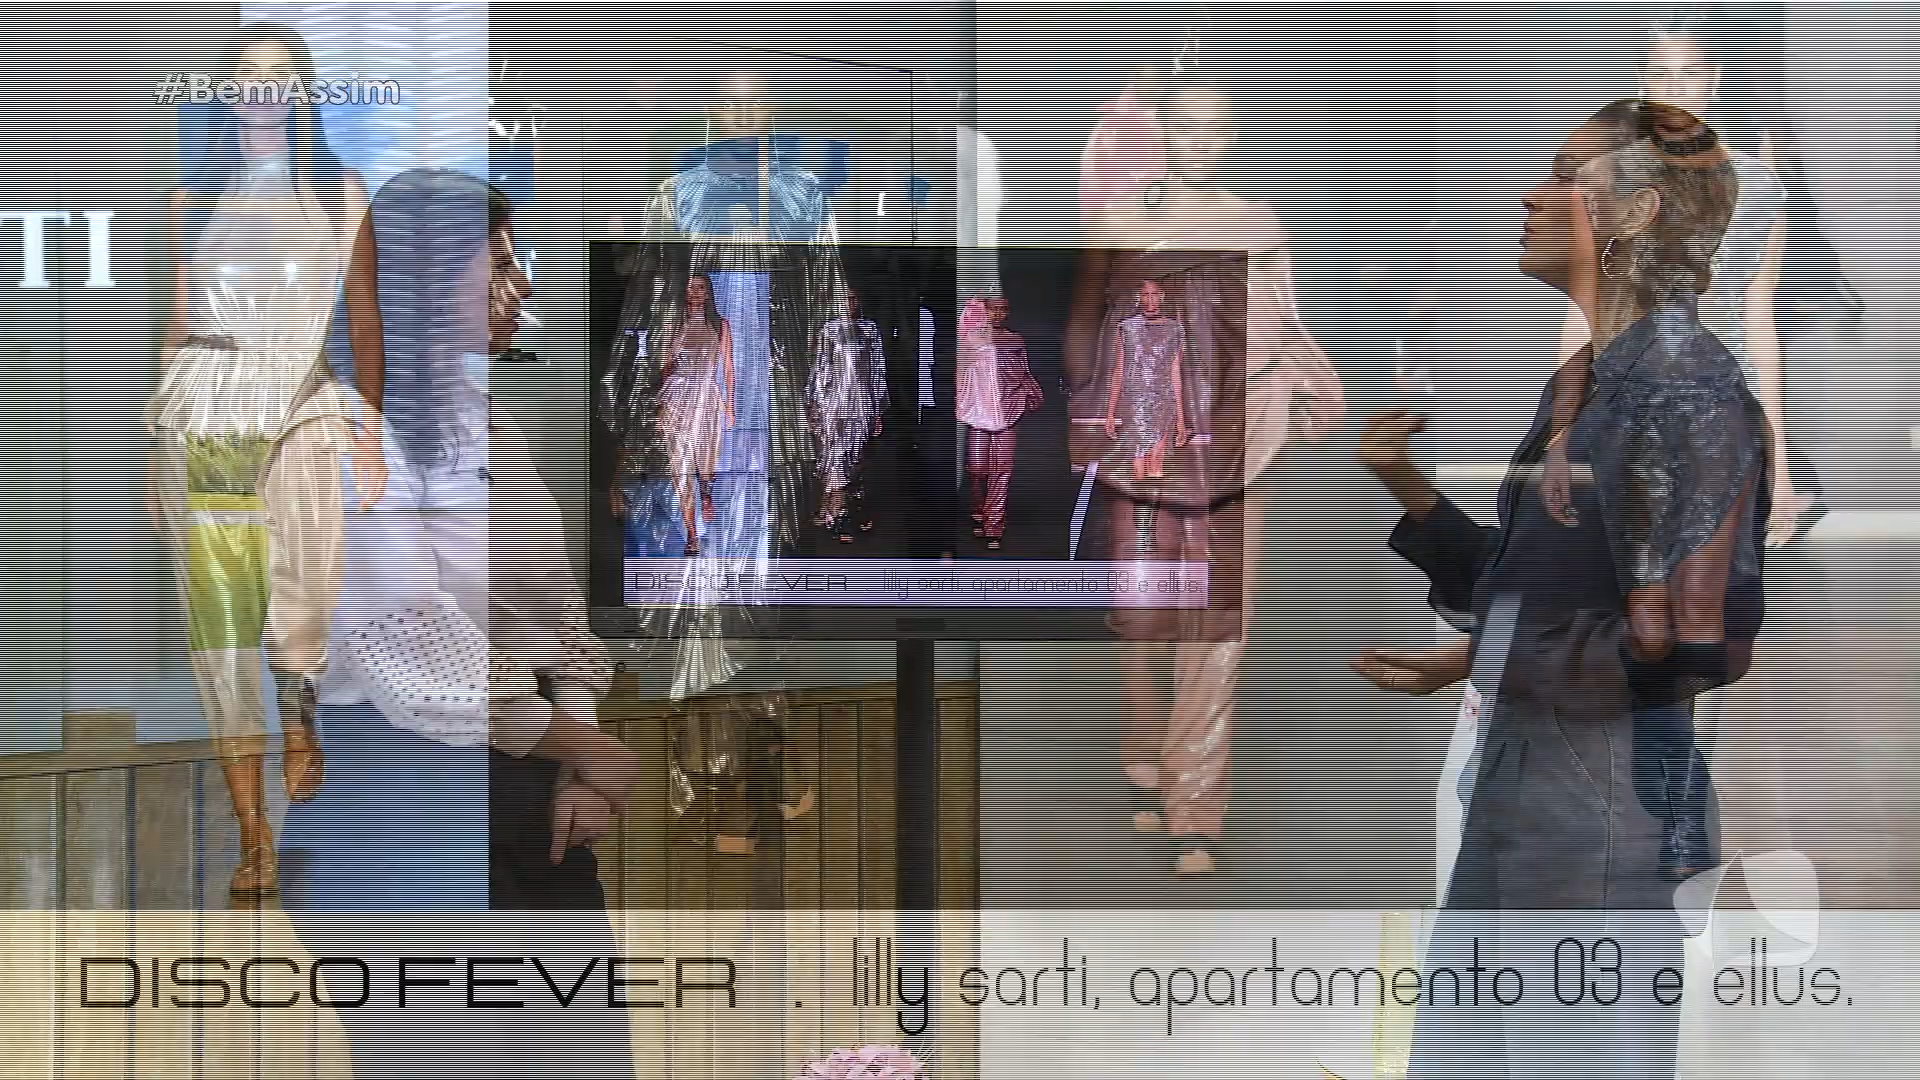 #BemAssim
TI
DISCO FEVER . lilly sarti, apartamento 03 e ellus.
DISCO FEVER . lilly sarti, apartamento 03 e ellus.